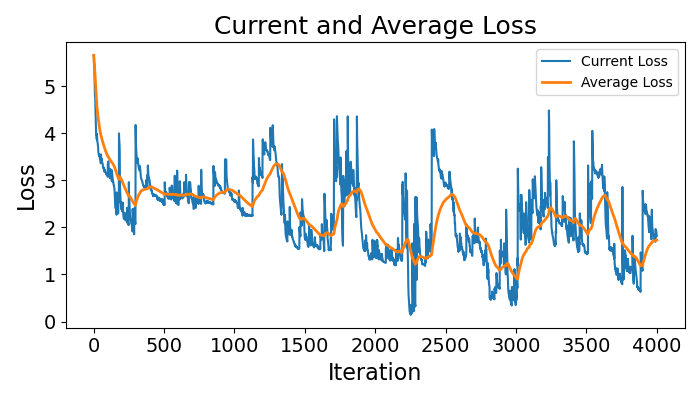 Current and Average Loss
Current Loss
Average Loss
Loss
5
4
3
2
1
0
0 500 1000 1500 2000 2500 3000 3500 4000
Iteration